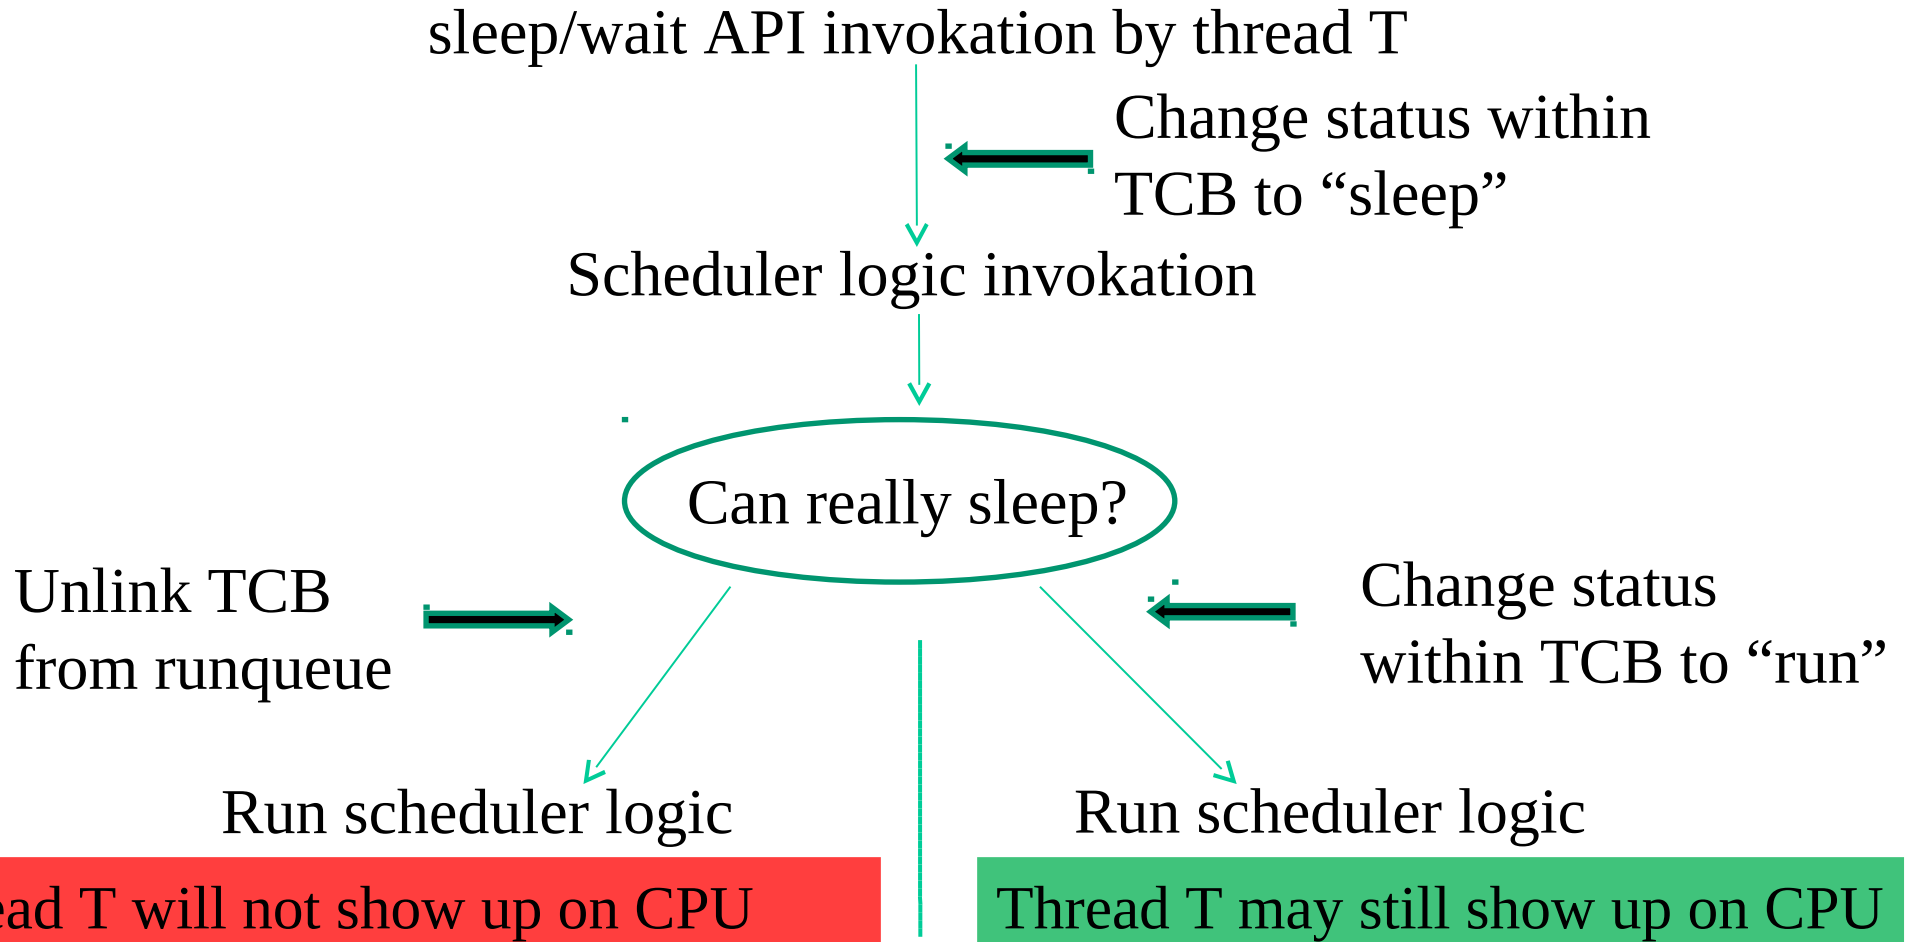 sleep/wait API invokation by thread T
Change status within
TCB to “sleep”
Scheduler logic invokation
Can really sleep?
Unlink TCB
from runqueue
Change status
within TCB to “run”
Run scheduler logic
Run scheduler logic
T will not show up on CPU
Thread T may still show up on CPU